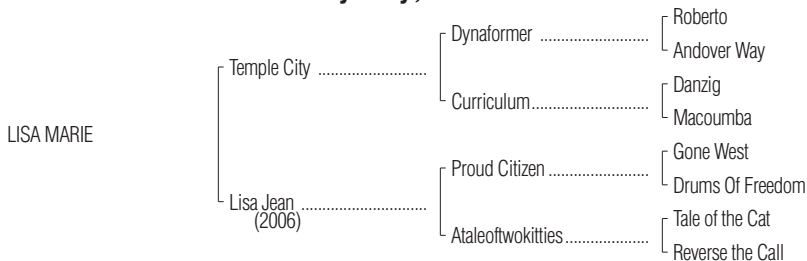 Roberto
Dynaformer ..........................
Andover Way
Temple City ..........................
Danzig
Curriculum............................
Macoumba
LISA MARIE
Gone West
Proud Citizen ........................
Drums Of Freedom
Lisa Jean ..............................
(2006)
Tale of the Cat
Ataleoftwokitties....................
Reverse the Call